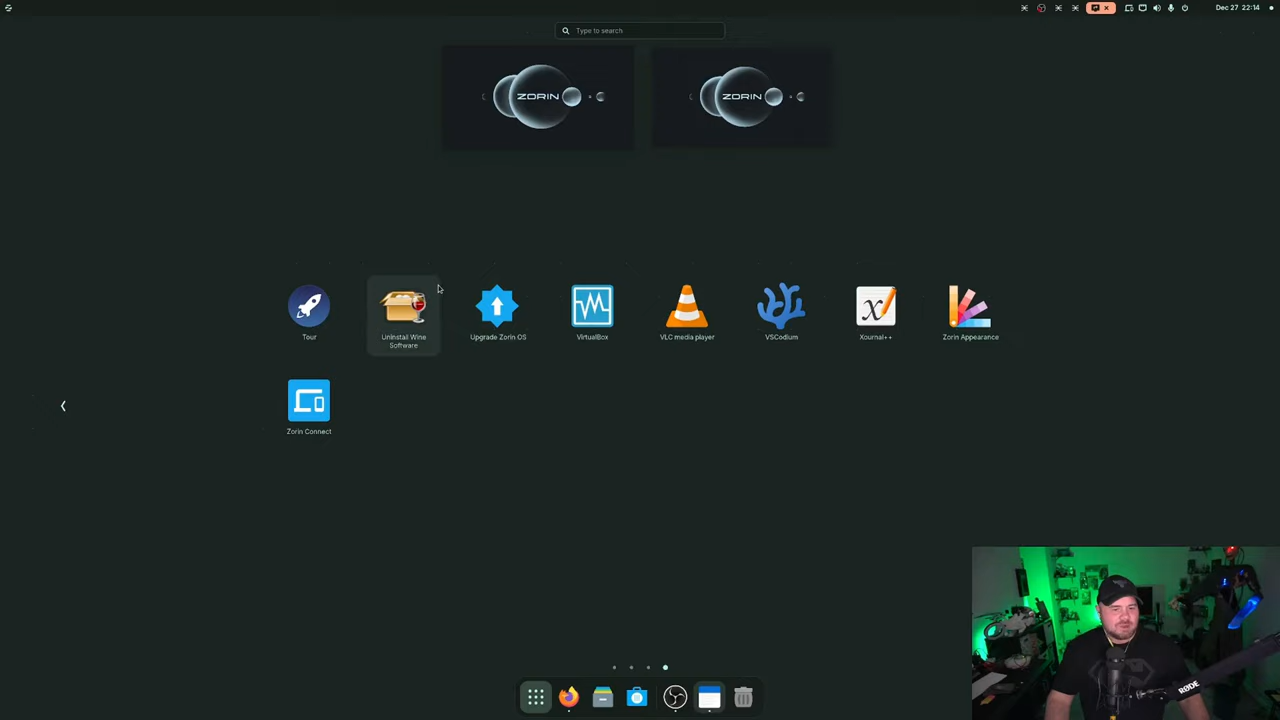 Dec 27 22:14
Type to search
ZORIN
ZORIN
Tour
Uninstall Wine
Software
Upgrade Zorin OS
VirtualBox
VLC media player
VSCodium
Xournal++
Zorin Appearance
Zorin Connect
RØDE